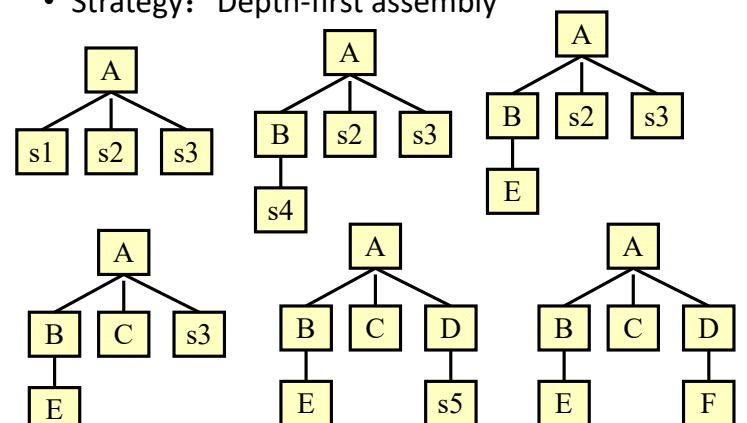 • Strategy：Depth-first assembly
A
s1 s2 s3
A
B s2 s3
s4
A
B s2 s3
E
A
B C s3
E
A
B C D
E s5
A
B C D
E F